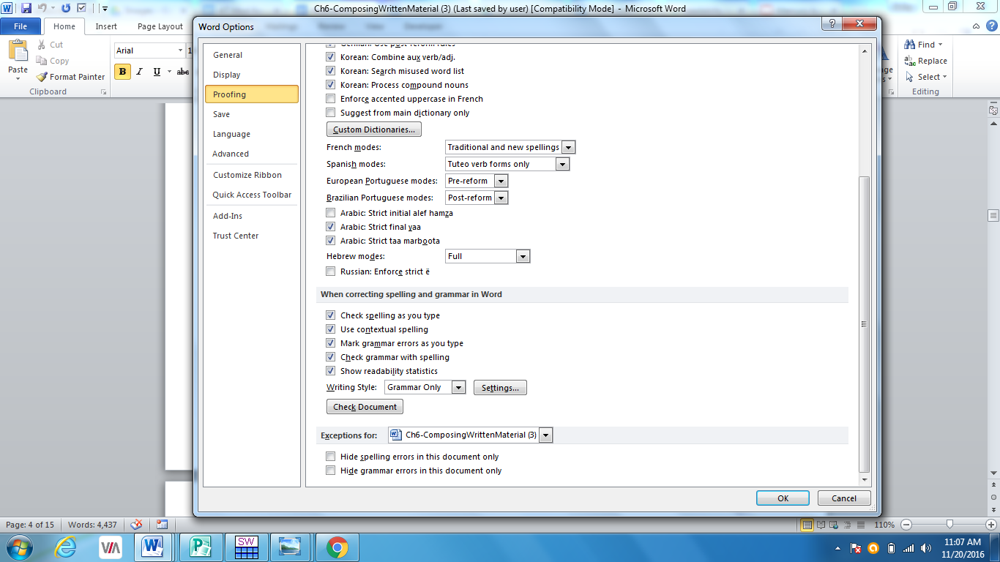 Ch6-ComposingWrittenMaterial (3) (Last saved by user) [Compatibility Mode] - Microsoft Word
File Home Insert Page Layout
Word Options
Cut
Copy
Paste
Format Painter
Clipboard
Arial
B I U abc
Find
Replace
Select
Editing
General
Display
Proofing
Save
Language
Advanced
Customize Ribbon
Quick Access Toolbar
Add-Ins
Trust Center
Korean: Combine aux verb/adj.
Korean: Search misused word list
Korean: Process compound nouns
Enforce accented uppercase in French
Suggest from main dictionary only
Custom Dictionaries...
French modes: Traditional and new spellings
Spanish modes: Tuteo verb forms only
European Portuguese modes: Pre-reform
Brazilian Portuguese modes: Post-reform
Arabic: Strict initial alef hamza
Arabic: Strict final yaa
Arabic: Strict taa marboota
Hebrew modes: Full
Russian: Enforce strict ë
When correcting spelling and grammar in Word
Check spelling as you type
Use contextual spelling
Mark grammar errors as you type
Check grammar with spelling
Show readability statistics
Writing Style: Grammar Only Settings...
Check Document
Exceptions for: Ch6-ComposingWrittenMaterial (3)
Hide spelling errors in this document only
Hide grammar errors in this document only
OK Cancel
Page: 4 of 15 Words: 4,437 110%
VIA SW
11:07 AM
11/20/2016